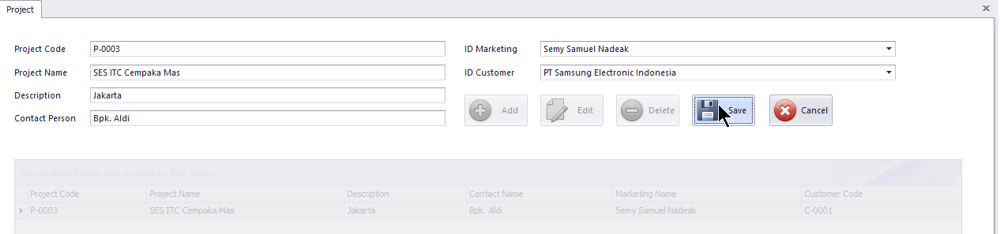 Project
Project Code P-0003 ID Marketing Semy Samuel Nadeak
Project Name SES ITC Cempaka Mas ID Customer PT Samsung Electronic Indonesia
Description Jakarta
Contact Person Bpk. Aldi
Add Edit Delete Save Cancel
Drag a column header here to group by that column
Project Code Project Name Description Contact Name Marketing Name Customer Code
P-0003 SES ITC Cempaka Mas Jakarta Bpk. Aldi Semy Samuel Nadeak C-0001